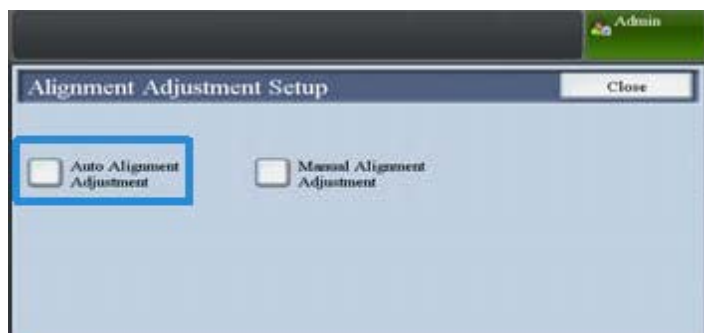 Admin
Alignment Adjustment Setup
Close
Auto Alignment
Adjustment
Manual Alignment
Adjustment